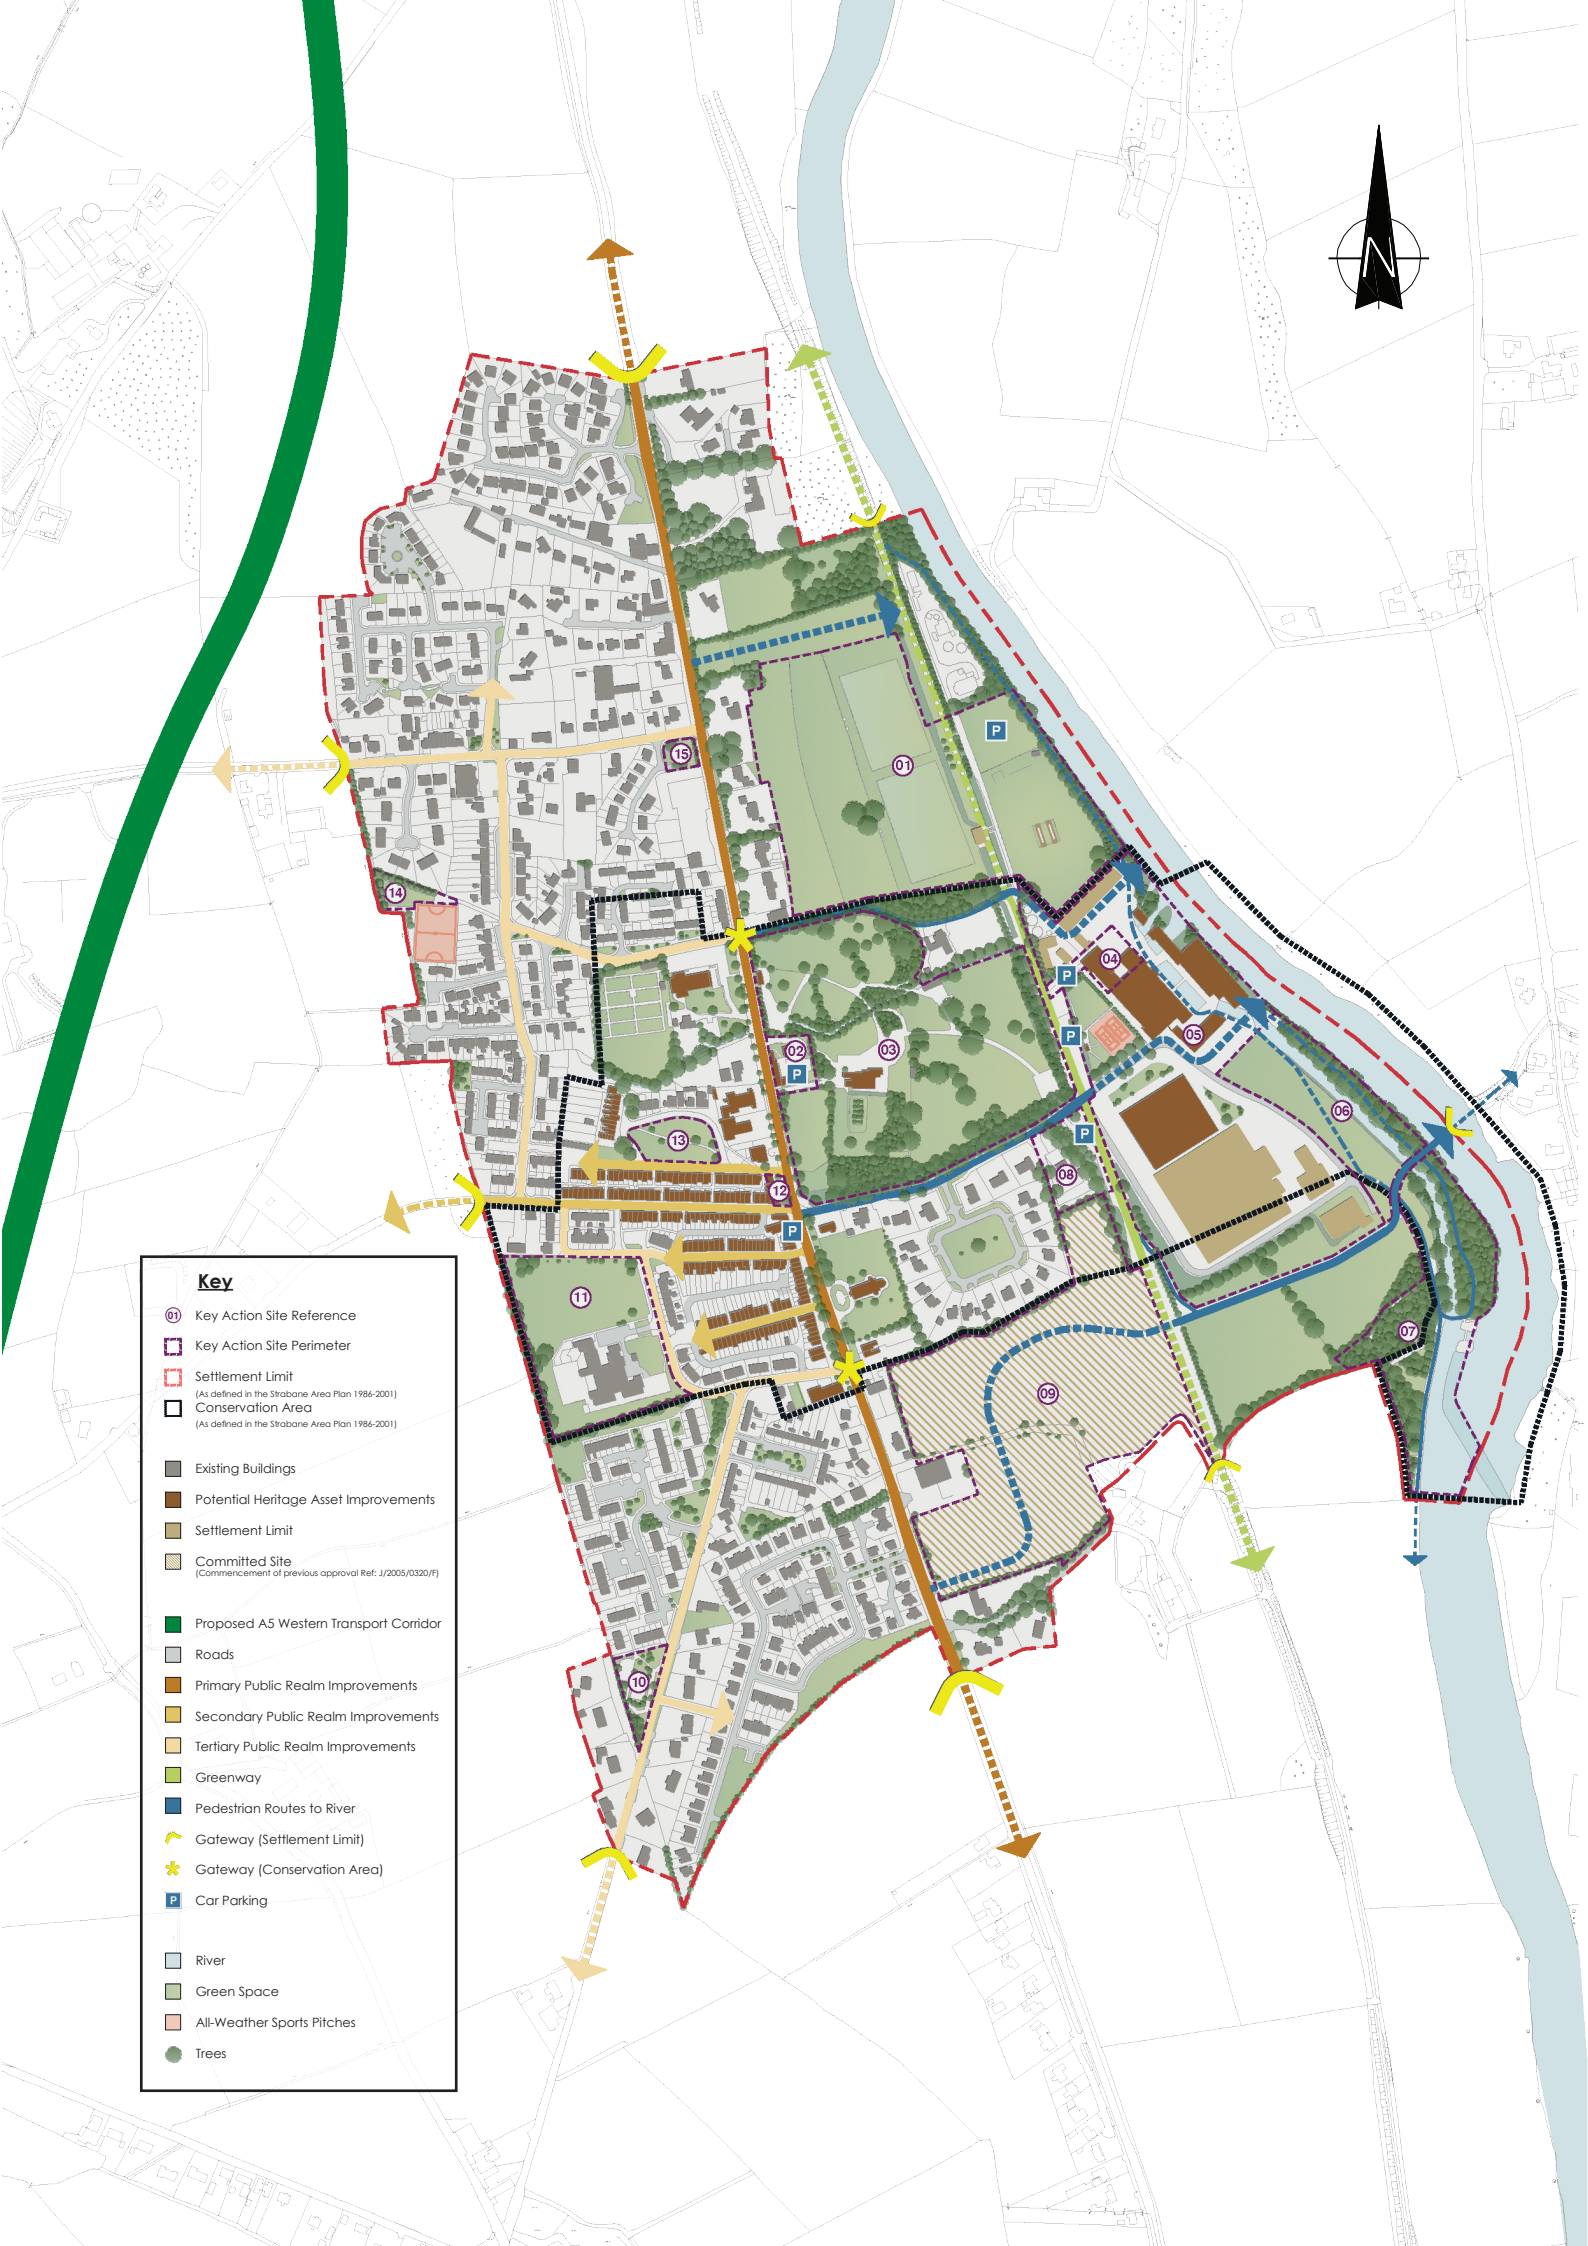 N
15
01
P
14
04
P
02
03
P
05
P
06
13
P
08
12
P
11
07
09
10
Key
01 Key Action Site Reference
Key Action Site Perimeter
Settlement Limit
(As defined in the Strabane Area Plan 1986-2001)
Conservation Area
(As defined in the Strabane Area Plan 1986-2001)
Existing Buildings
Potential Heritage Asset Improvements
Settlement Limit
Committed Site
(Commencement of previous approval Ref: J/2005/0320/F)
Proposed A5 Western Transport Corridor
Roads
Primary Public Realm Improvements
Secondary Public Realm Improvements
Tertiary Public Realm Improvements
Greenway
Pedestrian Routes to River
Gateway (Settlement Limit)
Gateway (Conservation Area)
P Car Parking
River
Green Space
All-Weather Sports Pitches
Trees